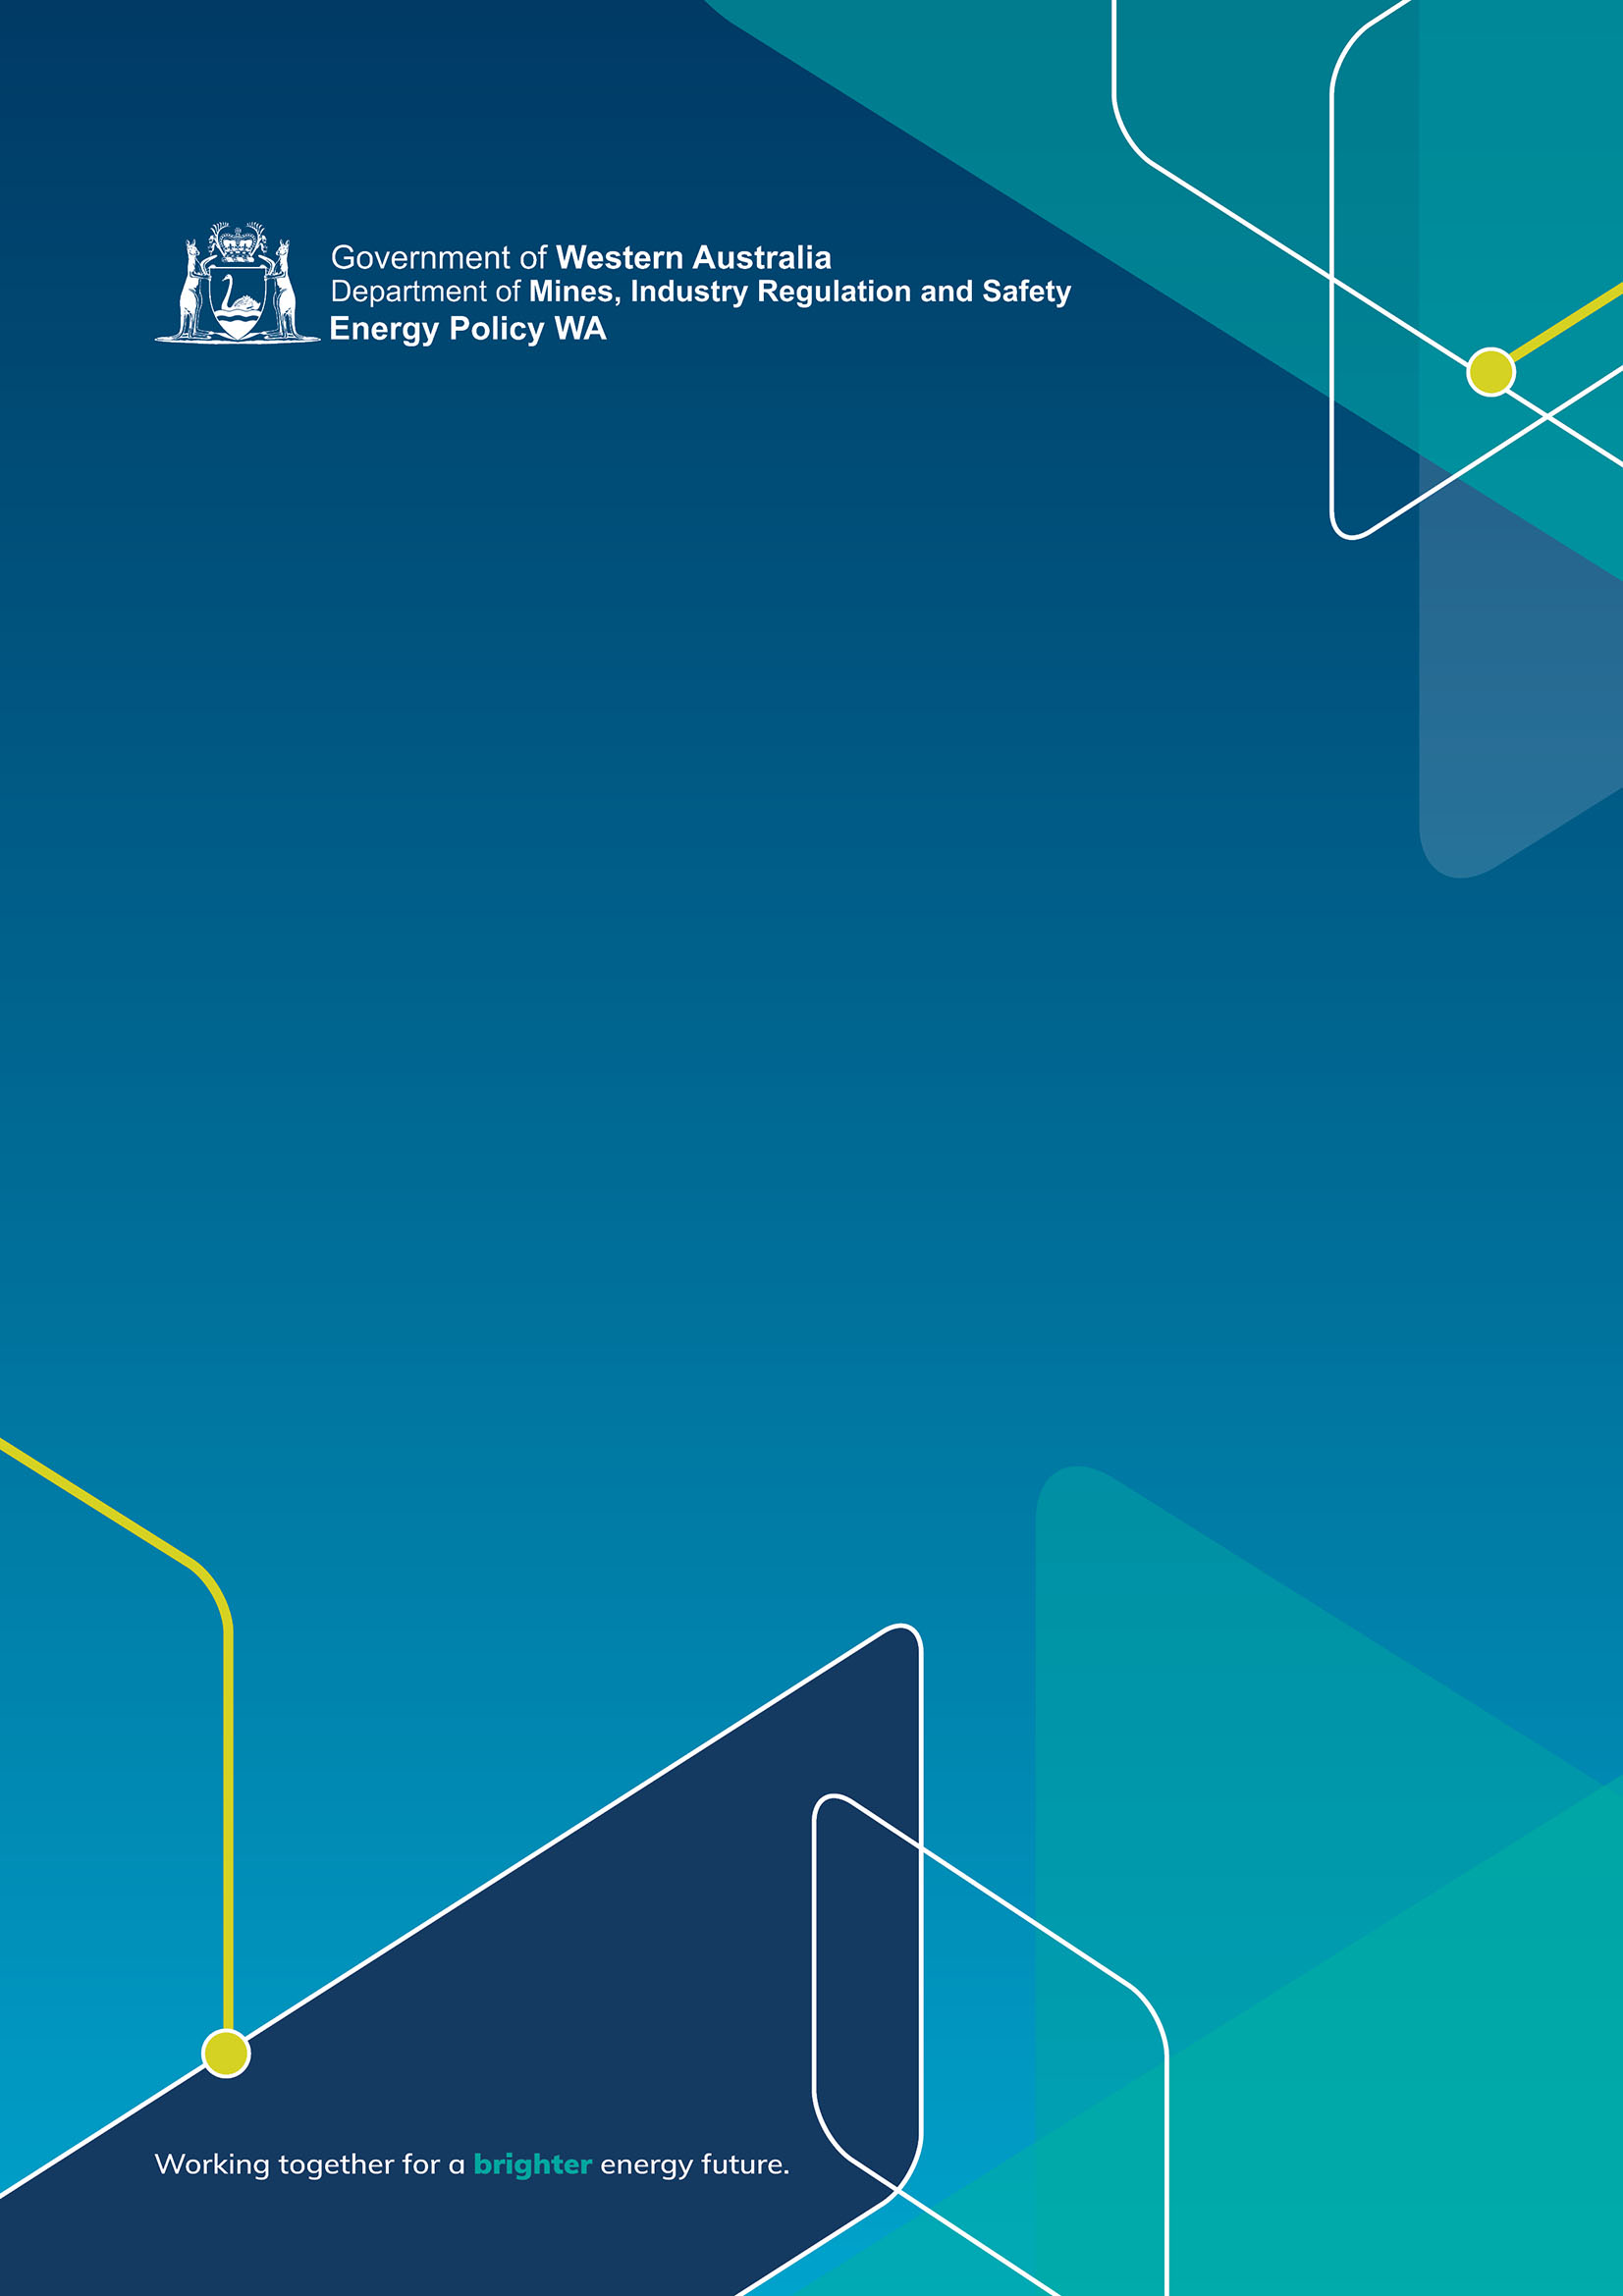 Government of Western Australia
Department of Mines, Industry Regulation and Safety
Energy Policy WA
Working together for a brighter energy future.